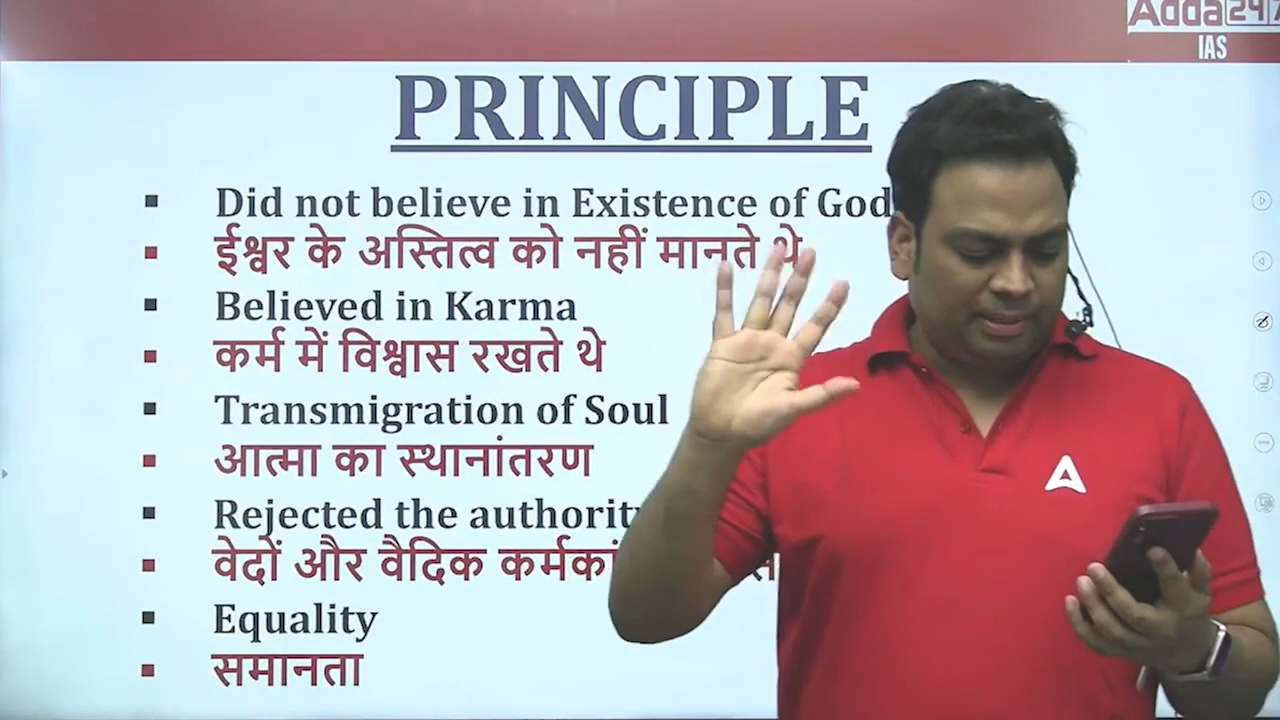 Adda247
IAS
PRINCIPLE
Did not believe in Existence of God
ईश्वर के अस्तित्व को नहीं मानते थे
Believed in Karma
कर्म में विश्वास रखते थे
Transmigration of Soul
आत्मा का स्थानांतरण
Rejected the
वेदों और वैदिक
Equality
समानता
A